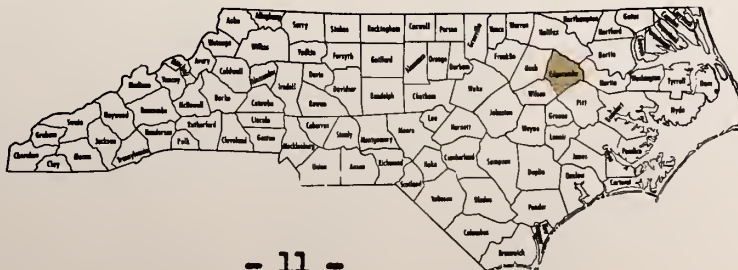 Ashe Alleghany Surry Stokes Rockingham Caswell Person Granville Vance Warren Northampton Gates
Halifax Hertford
Watauga Wilkes Yadkin Forsyth Guilford Orange Durham Franklin Nash Edgecombe Bertie
Avery Caldwell Iredell Davie Davidson Wake Martin Washington Tyrrell Dare
Madison Yancey McDowell Burke Catawba Rowan Randolph Chatham Wilson Pitt
Swain Haywood Buncombe Lincoln Lee Johnston Greene Hyde
Graham Henderson Rutherford Cleveland Gaston Cabarrus Stanly Montgomery Moore Harnett Wayne Lenoir
Cherokee Clay Macon Jackson Transylvania Polk Mecklenburg Pamlico
Union Anson Richmond Hoke Cumberland Sampson Duplin Jones
Scotland Onslow Carteret
Robeson Bladen Pender
Columbus
Brunswick
- 11 -